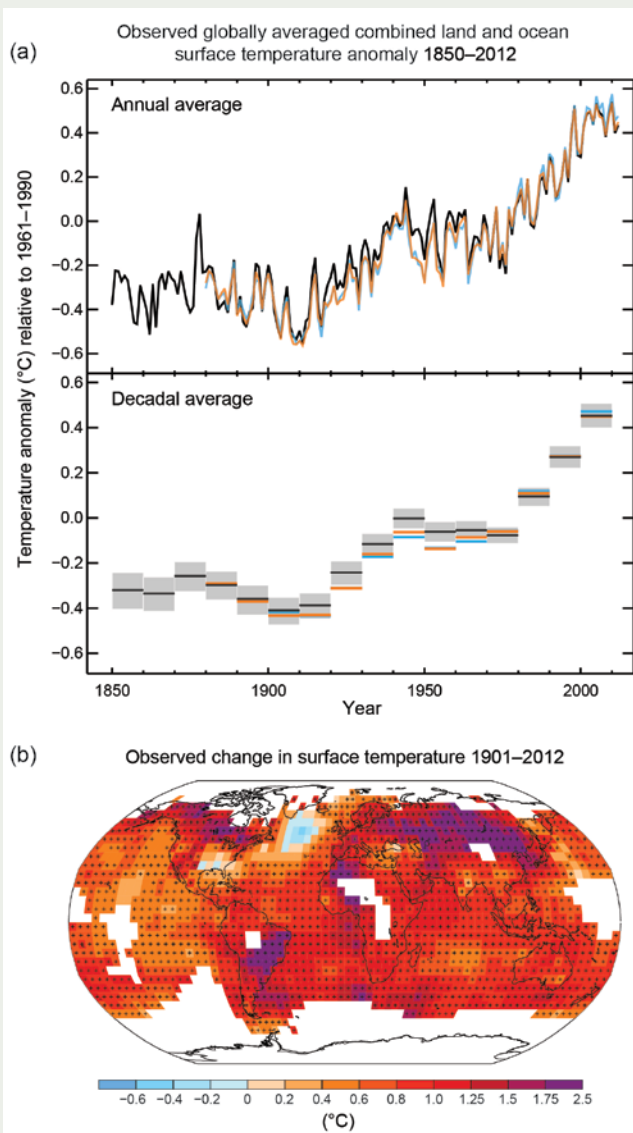 Observed globally averaged combined land and ocean
surface temperature anomaly 1850–2012
(a)
Annual average
0.6
0.4
0.2
0.0
−0.2
−0.4
−0.6
Temperature anomaly (°C) relative to 1961–1990
Decadal average
0.6
0.4
0.2
0.0
−0.2
−0.4
−0.6
1850 1900 1950 2000
Year
(b)
Observed change in surface temperature 1901–2012
−0.6 −0.4 −0.2 0 0.2 0.4 0.6 0.8 1.0 1.25 1.5 1.75 2.5
(°C)